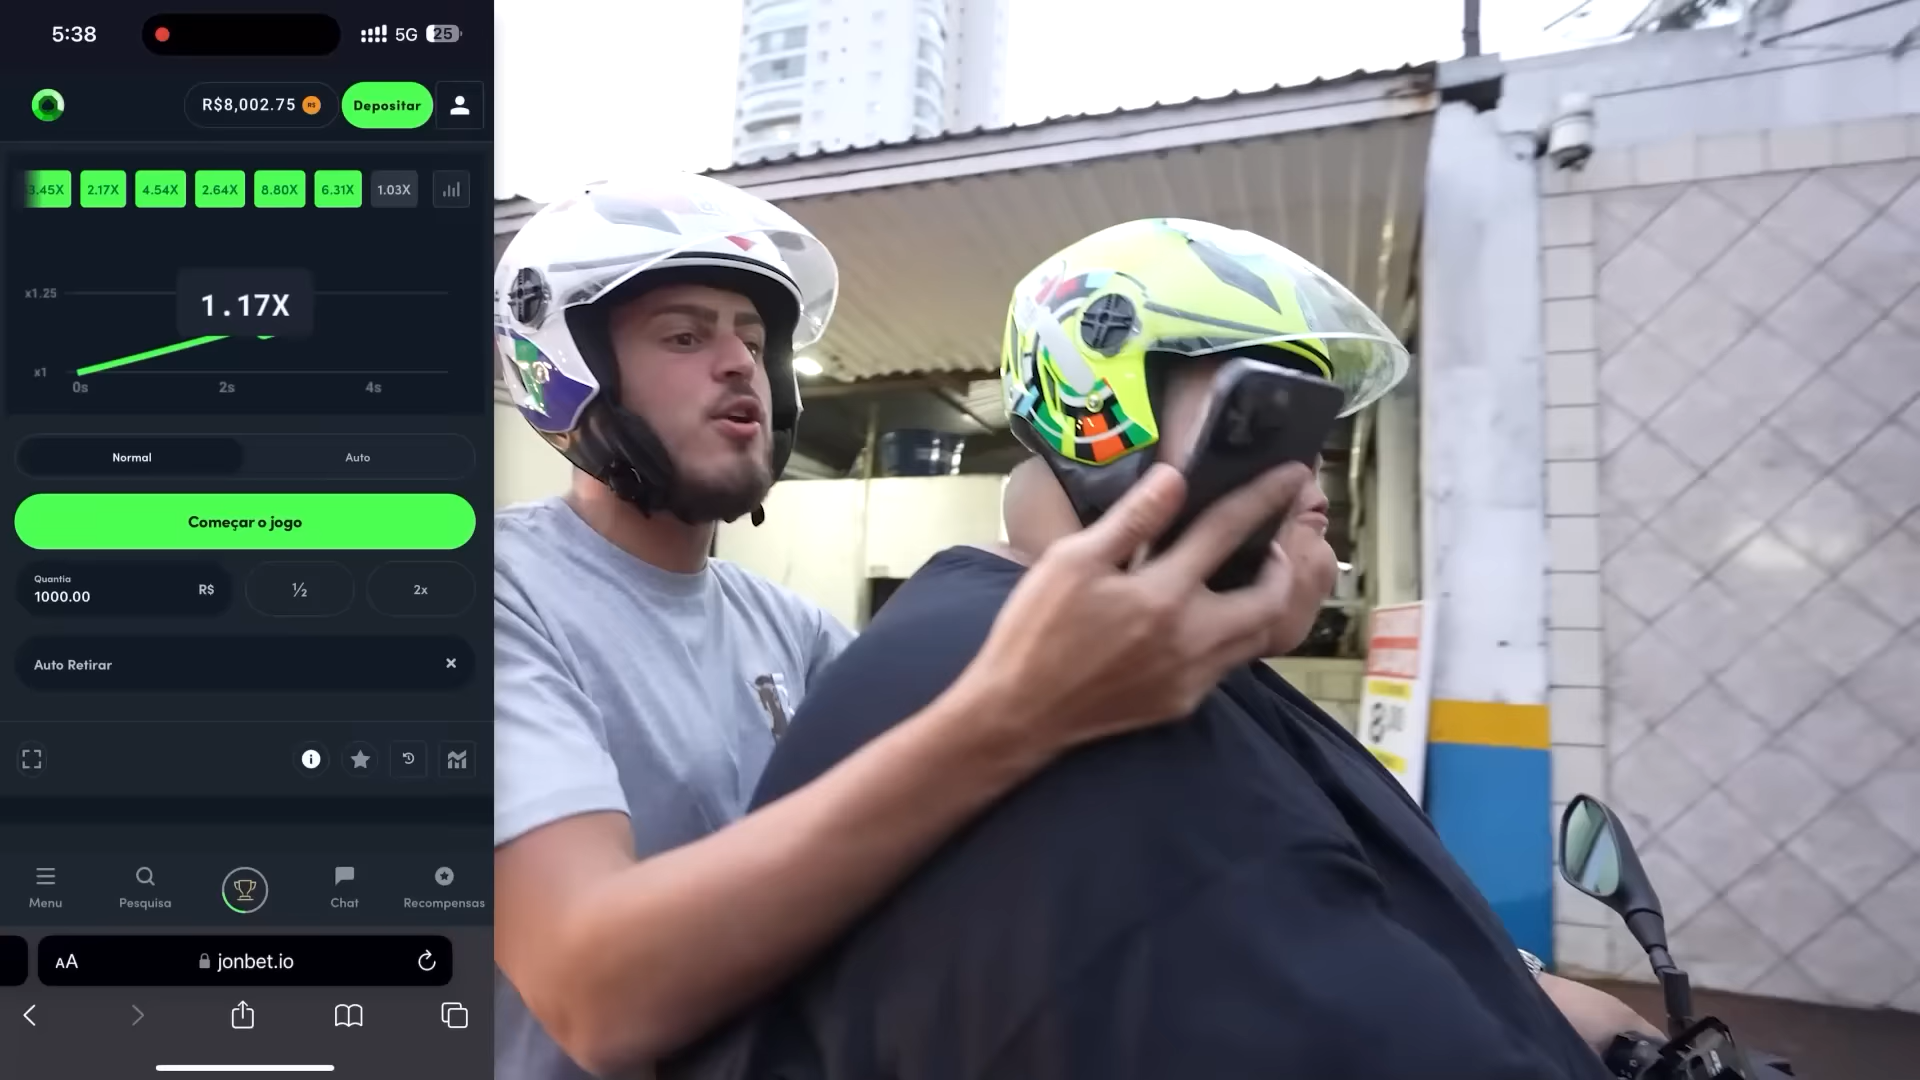 5:38
5G 25
R$8,002.75
Depositar
3.45X 2.17X 4.54X 2.64X 8.80X 6.31X 1.03X
x1.25
1.17X
x1
0s 2s 4s
Normal Auto
Começar o jogo
Quantia
1000.00 R$ ½ 2x
Auto Retirar
Menu Pesquisa Chat Recompensas
AA jonbet.io